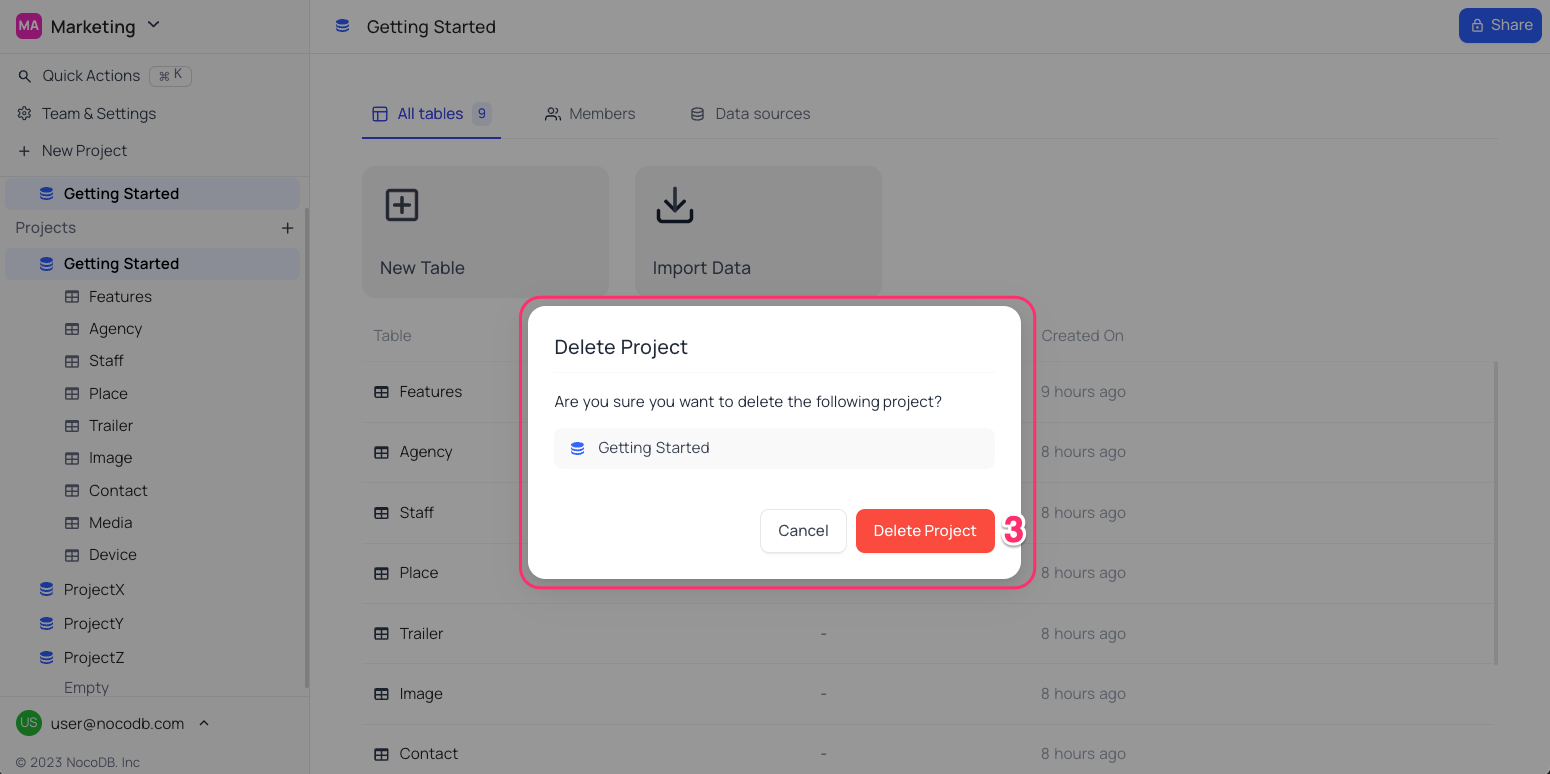 MA Marketing
Getting Started
Share
Quick Actions ⌘ K
Team & Settings
New Project
Getting Started
Projects
Getting Started
Features
Agency
Staff
Place
Trailer
Image
Contact
Media
Device
ProjectX
ProjectY
ProjectZ
Empty
US user@nocodb.com
© 2023 NocoDB. Inc
All tables 9 Members Data sources
New Table Import Data
Table Created On
Features 9 hours ago
Agency 8 hours ago
Staff 8 hours ago
Place 8 hours ago
Trailer - 8 hours ago
Image - 8 hours ago
Contact - 8 hours ago
Delete Project
Are you sure you want to delete the following project?
Getting Started
Cancel Delete Project 3